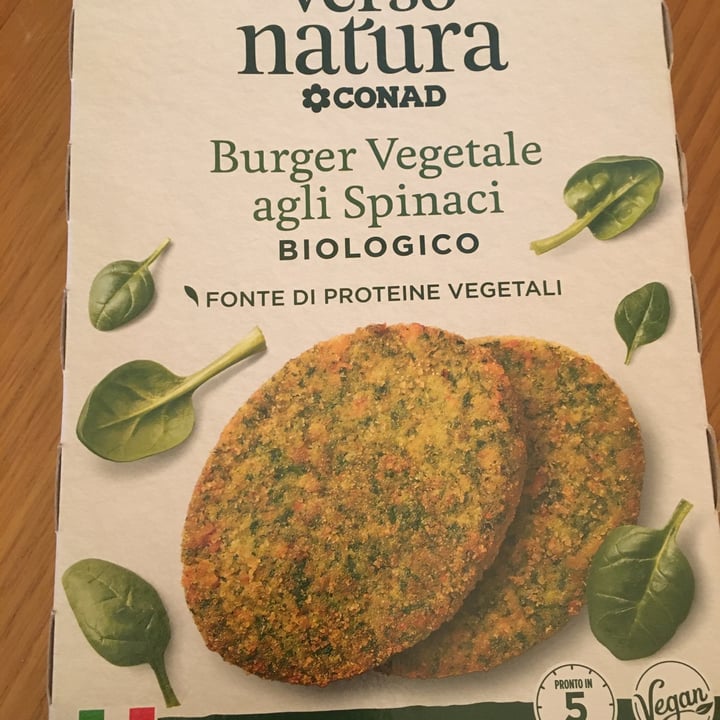 verso
natura
CONAD
Burger Vegetale
agli Spinaci
BIOLOGICO
FONTE DI PROTEINE VEGETALI
PRONTO IN
5
Vegan